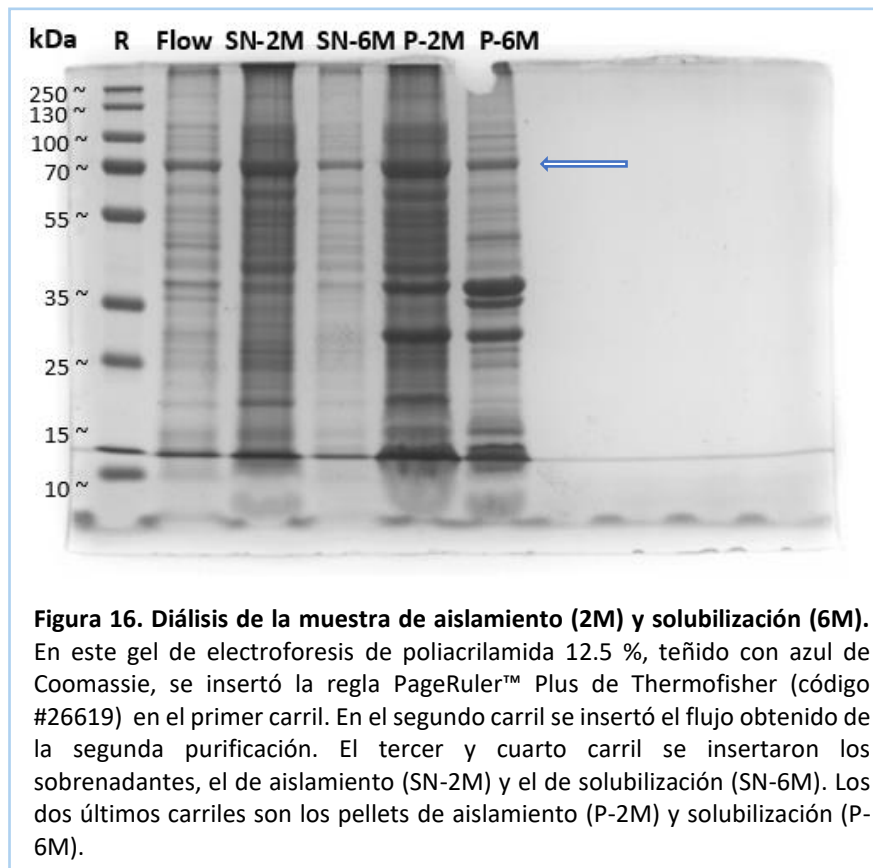 kDa R Flow SN-2M SN-6M P-2M P-6M
250 ~
130 ~
100 ~
70 ~
55 ~
35 ~
25 ~
15 ~
10 ~
Figura 16. Diálisis de la muestra de aislamiento (2M) y solubilización (6M).
En este gel de electroforesis de poliacrilamida 12.5 %, teñido con azul de
Coomassie, se insertó la regla PageRuler™ Plus de Thermofisher (código
#26619) en el primer carril. En el segundo carril se insertó el flujo obtenido de
la segunda purificación. El tercer y cuarto carril se insertaron los
sobrenadantes, el de aislamiento (SN-2M) y el de solubilización (SN-6M). Los
dos últimos carriles son los pellets de aislamiento (P-2M) y solubilización (P-
6M).